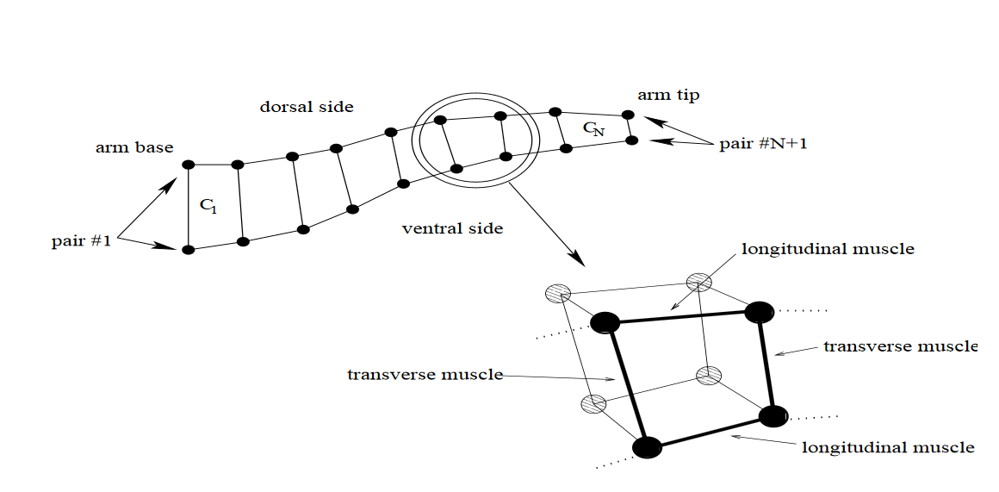 arm tip
dorsal side
C_N
arm base
pair #N+1
C_1
ventral side
pair #1
longitudinal muscle
transverse muscle
transverse muscle
longitudinal muscle